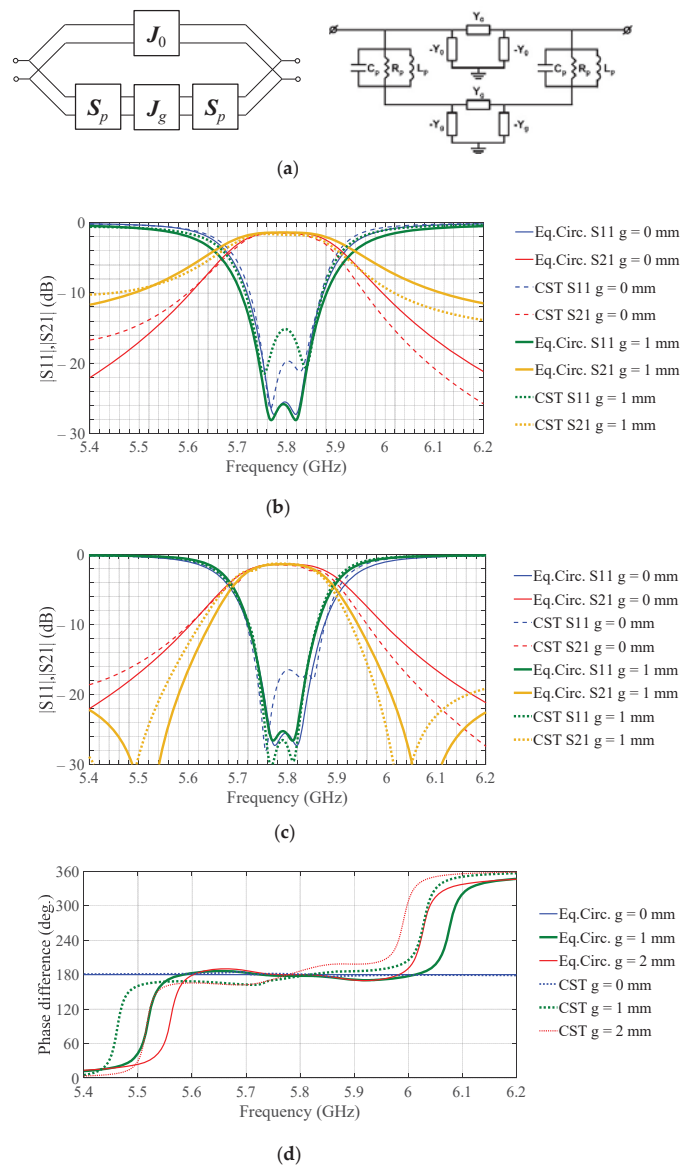 J0
Sp Jg Sp
Y0
-Y0 -Y0
Cp Rp Lp Cp Rp Lp
Yg
-Yg -Yg
(a)
|S11|,|S21| (dB)
0
−10
−20
−30
5.4 5.5 5.6 5.7 5.8 5.9 6 6.1 6.2
Frequency (GHz)
Eq.Circ. S11 g = 0 mm
Eq.Circ. S21 g = 0 mm
CST S11 g = 0 mm
CST S21 g = 0 mm
Eq.Circ. S11 g = 1 mm
Eq.Circ. S21 g = 1 mm
CST S11 g = 1 mm
CST S21 g = 1 mm
(b)
|S11|,|S21| (dB)
0
−10
−20
−30
5.4 5.5 5.6 5.7 5.8 5.9 6 6.1 6.2
Frequency (GHz)
Eq.Circ. S11 g = 0 mm
Eq.Circ. S21 g = 0 mm
CST S11 g = 0 mm
CST S21 g = 0 mm
Eq.Circ. S11 g = 1 mm
Eq.Circ. S21 g = 1 mm
CST S11 g = 1 mm
CST S21 g = 1 mm
(c)
Phase difference (deg.)
360
300
240
180
120
60
0
5.4 5.5 5.6 5.7 5.8 5.9 6 6.1 6.2
Frequency (GHz)
Eq.Circ. g = 0 mm
Eq.Circ. g = 1 mm
Eq.Circ. g = 2 mm
CST g = 0 mm
CST g = 1 mm
CST g = 2 mm
(d)